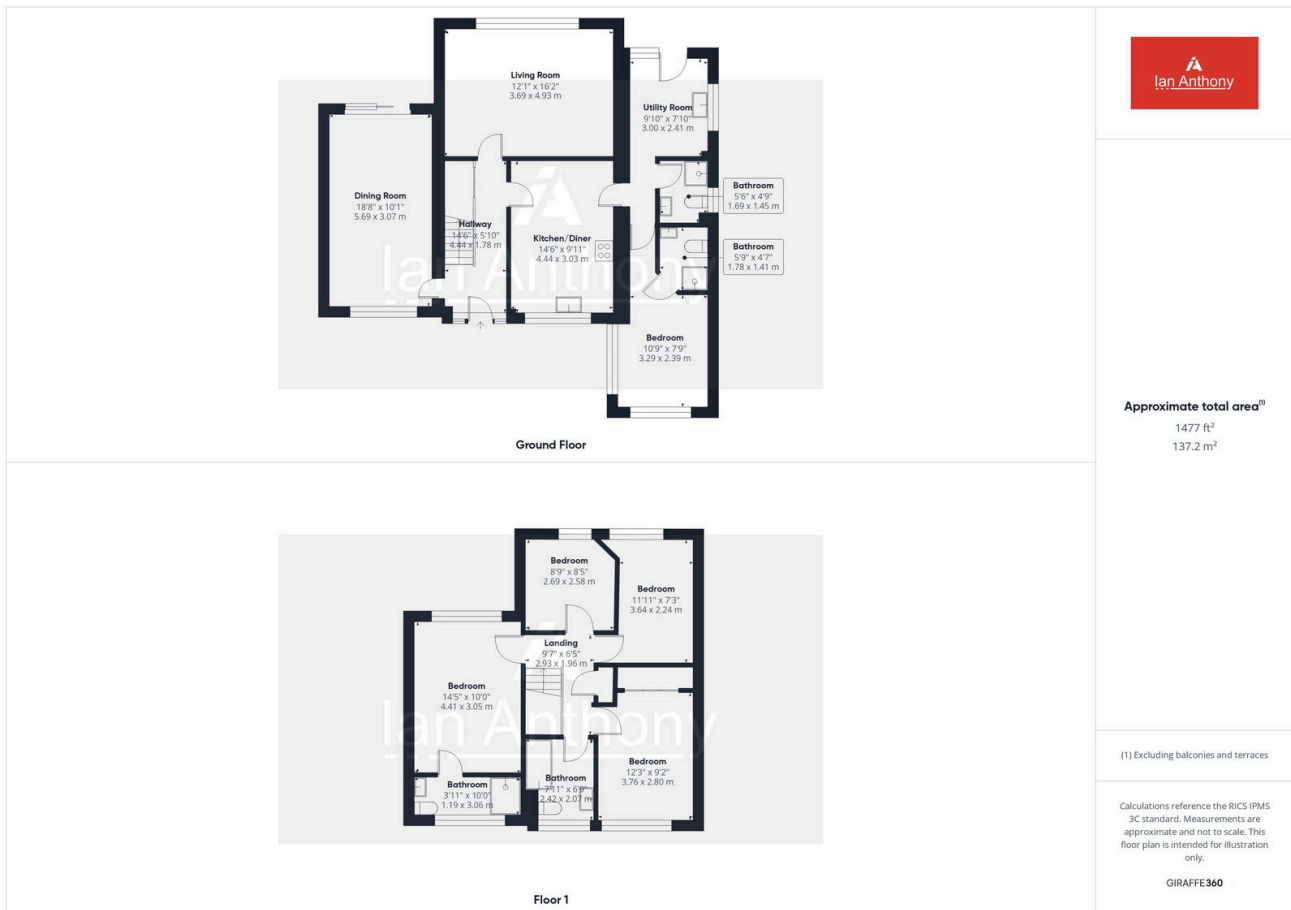 Living Room
12'1" x 16'2"
3.69 x 4.93 m
Utility Room
9'10" x 7'10"
3.00 x 2.41 m
Dining Room
18'8" x 10'1"
5.69 x 3.07 m
Hallway
14'6" x 5'10"
4.44 x 1.78 m
Kitchen/Diner
14'6" x 9'11"
4.44 x 3.03 m
Bathroom
5'6" x 4'9"
1.69 x 1.45 m
Bathroom
5'9" x 4'7"
1.78 x 1.41 m
Bedroom
10'9" x 7'9"
3.29 x 2.39 m
Ian Anthony
Ground Floor
Bedroom
8'9" x 8'5"
2.69 x 2.58 m
Bedroom
11'11" x 7'3"
3.64 x 2.24 m
Landing
9'7" x 6'5"
2.93 x 1.96 m
Bedroom
14'5" x 10'0"
4.41 x 3.05 m
Bedroom
12'3" x 9'2"
3.76 x 2.80 m
Bathroom
3'11" x 10'0"
1.19 x 3.06 m
Bathroom
7'11" x 6'9"
2.42 x 2.07 m
Ian Anthony
Floor 1
Ian Anthony
Approximate total area(1)
1477 ft²
137.2 m²
(1) Excluding balconies and terraces
Calculations reference the RICS IPMS
3C standard. Measurements are
approximate and not to scale. This
floor plan is intended for illustration
only.
GIRAFFE360